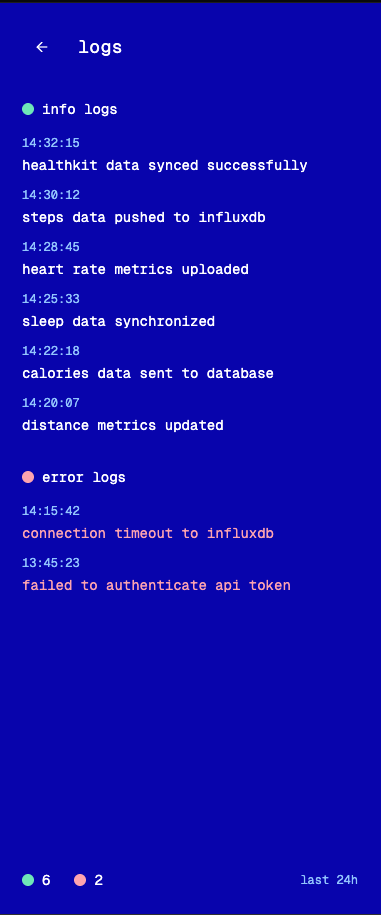 ← logs
info logs
14:32:15
healthkit data synced successfully
14:30:12
steps data pushed to influxdb
14:28:45
heart rate metrics uploaded
14:25:33
sleep data synchronized
14:22:18
calories data sent to database
14:20:07
distance metrics updated
error logs
14:15:42
connection timeout to influxdb
13:45:23
failed to authenticate api token
6 2 last 24h